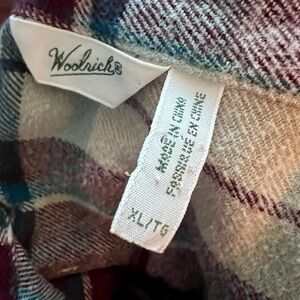 Woolrich®
MADE IN CHINA
FABRIQUÉ EN CHINE
XL/TG